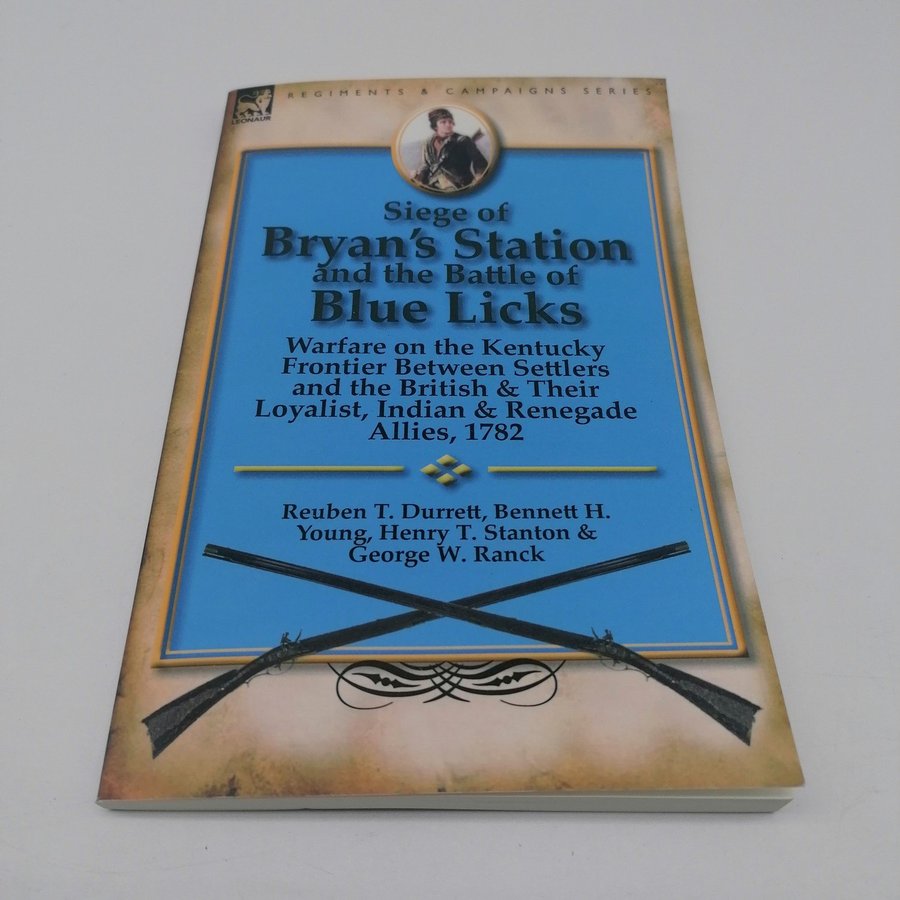 REGIMENTS & CAMPAIGNS SERIES
LEONAUR
Siege of
Bryan's Station
and the Battle of
Blue Licks
Warfare on the Kentucky
Frontier Between Settlers
and the British & Their
Loyalist, Indian & Renegade
Allies, 1782
Reuben T. Durrett, Bennett H.
Young, Henry T. Stanton &
George W. Ranck